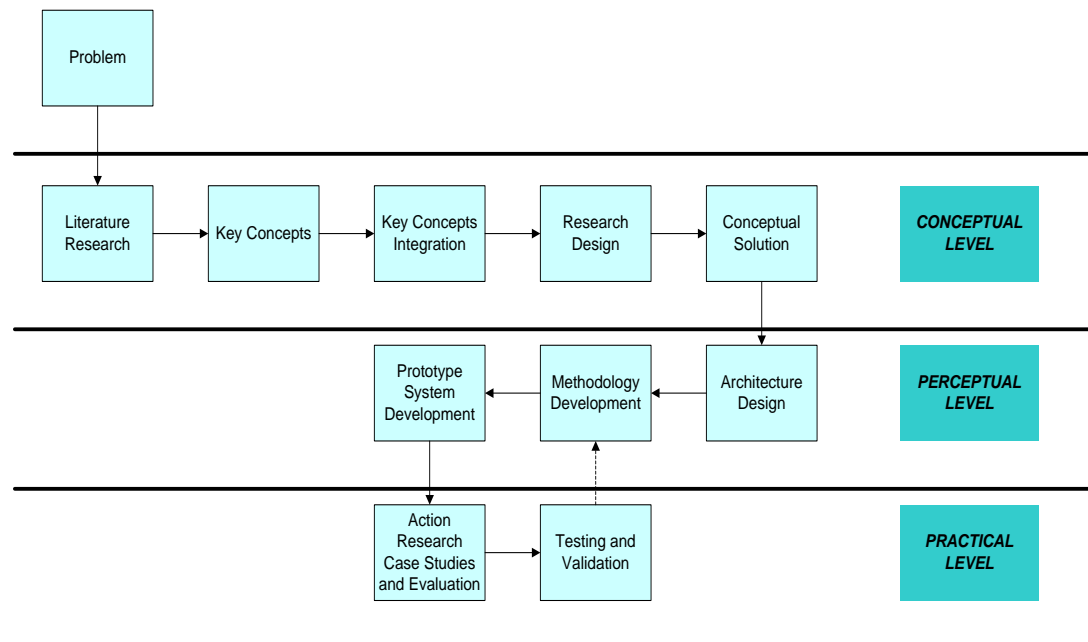 Problem
Literature
Research
Key Concepts
Key Concepts
Integration
Research
Design
Conceptual
Solution
CONCEPTUAL
LEVEL
Prototype
System
Development
Methodology
Development
Architecture
Design
PERCEPTUAL
LEVEL
Action
Research
Case Studies
and Evaluation
Testing and
Validation
PRACTICAL
LEVEL